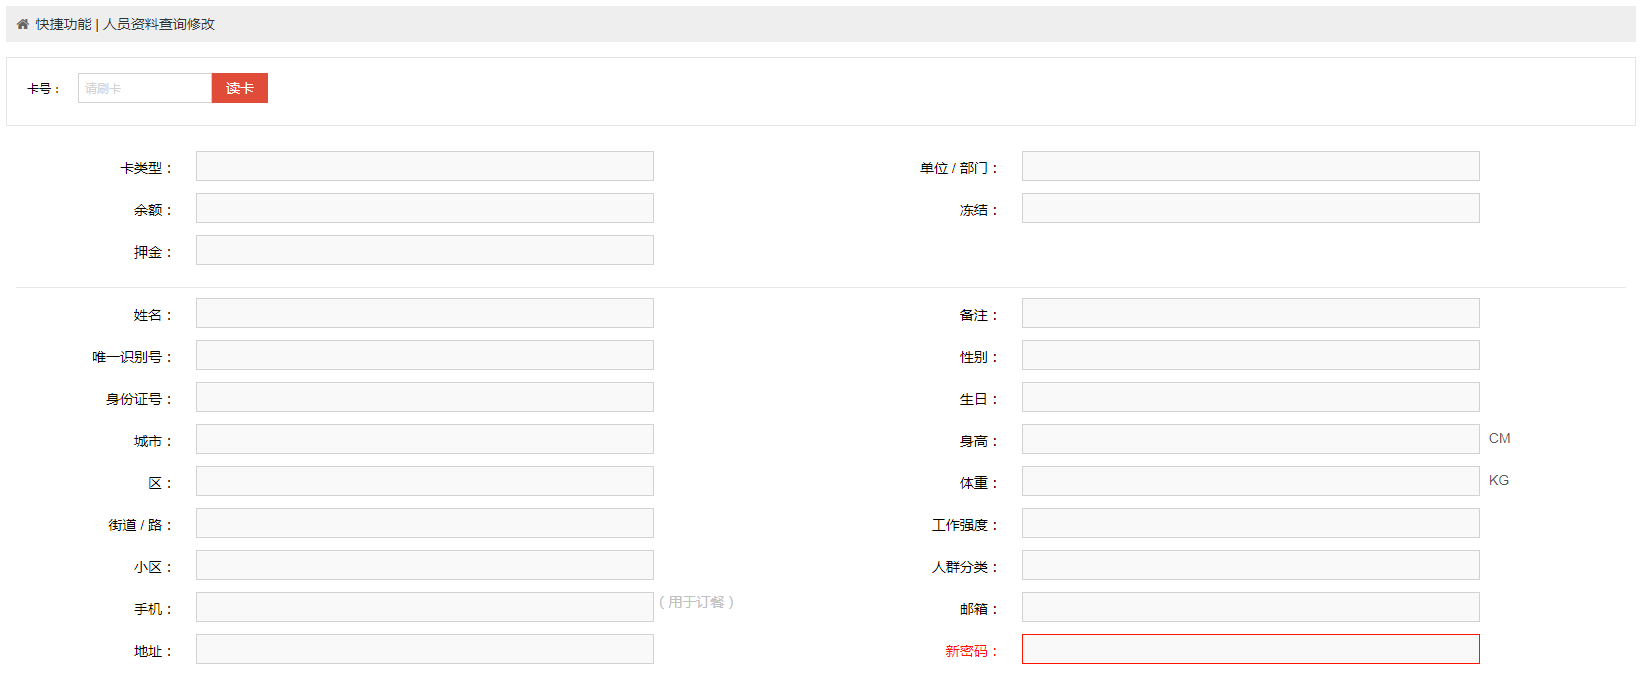 快捷功能 | 人员资料查询修改
卡号： 请刷卡 读卡
卡类型： 单位 / 部门：
余额： 冻结：
押金：
姓名： 备注：
唯一识别号： 性别：
身份证号： 生日：
城市： 身高： CM
区： 体重： KG
街道 / 路： 工作强度：
小区： 人群分类：
手机： （用于订餐） 邮箱：
地址： 新密码：